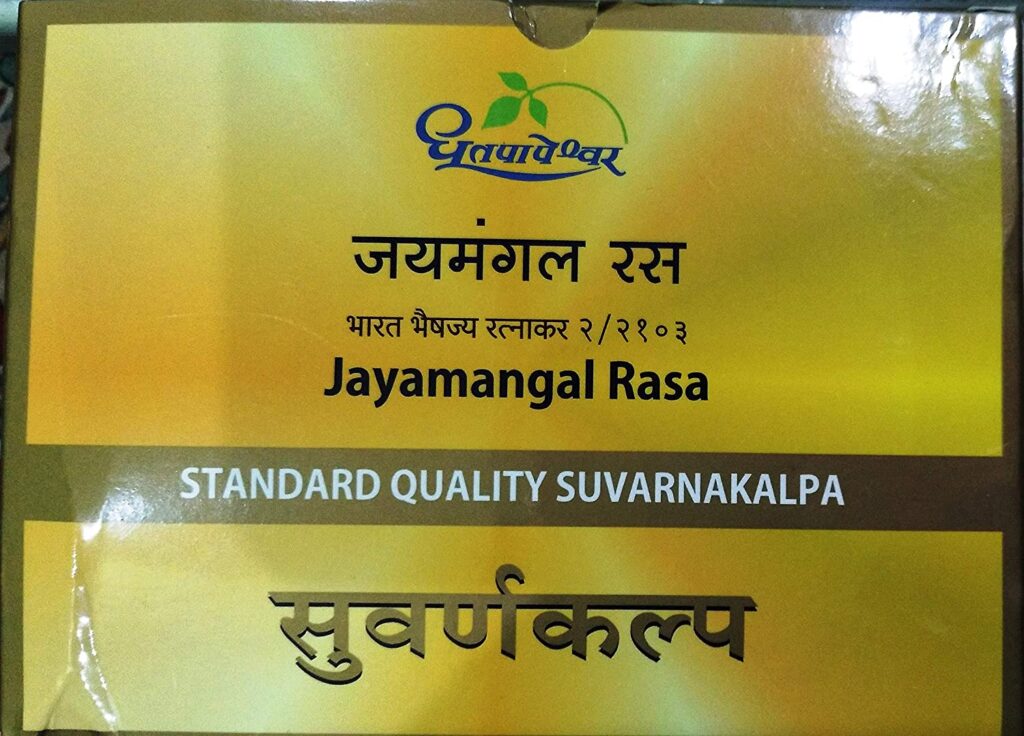 धूतपापेश्वर
जयमंगल रस
भारत भैषज्य रत्नाकर २/२१०३
Jayamangal Rasa
STANDARD QUALITY SUVARNAKALPA
सुवर्णकल्प